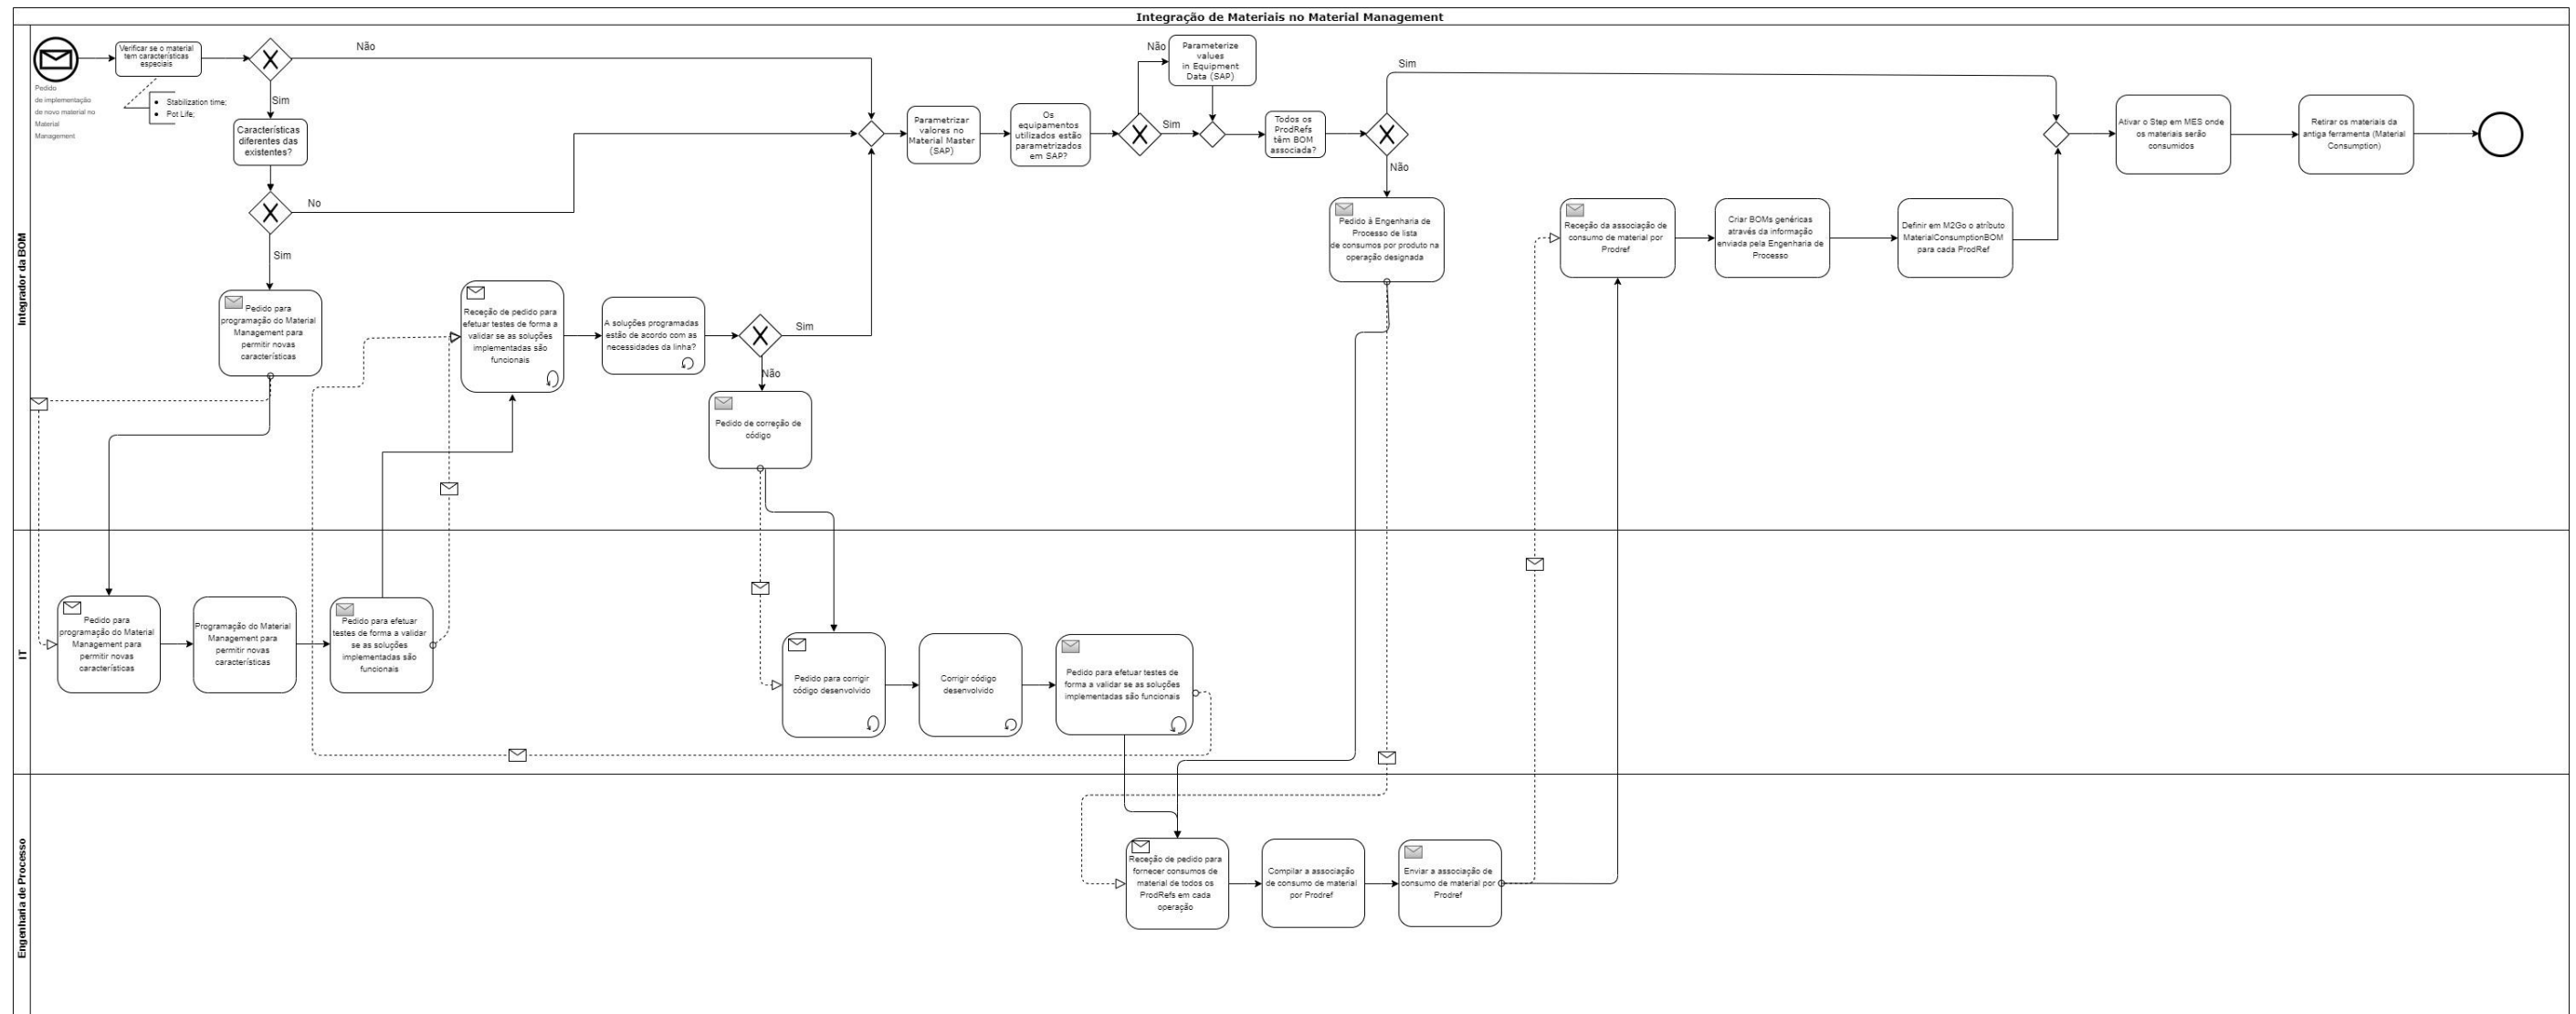 Integração de Materiais no Material Management
Integrador da BOM
Pedido
de implementação
de novo material no
Material
Management
Verificar se o material
tem características
especiais
Stabilization time;
Pot Life;
Não
Sim
Características
diferentes das
existentes?
No
Sim
Pedido para
programação do Material
Management para
permitir novas
características
Receção de pedido para
efetuar testes de forma a
validar se as soluções
implementadas são
funcionais
A soluções programadas
estão de acordo com as
necessidades da linha?
Sim
Não
Pedido de correção de
código
Parametrizar
valores no
Material Master
(SAP)
Os
equipamentos
utilizados estão
parametrizados
em SAP?
Não
Sim
Parameterize
values
in Equipment
Data (SAP)
Todos os
ProdRefs
têm BOM
associada?
Sim
Não
Pedido à Engenharia de
Processo de lista
de consumos por produto na
operação designada
Receção da associação de
consumo de material por
Prodref
Criar BOMs genéricas
através da informação
enviada pela Engenharia de
Processo
Definir em M2Go o atributo
MaterialConsumptionBOM
para cada ProdRef
Ativar o Step em MES onde
os materiais serão
consumidos
Retirar os materiais da
antiga ferramenta (Material
Consumption)
IT
Pedido para
programação do Material
Management para
permitir novas
características
Programação do Material
Management para
permitir novas
características
Pedido para efetuar
testes de forma a validar
se as soluções
implementadas são
funcionais
Pedido para corrigir
código desenvolvido
Corrigir código
desenvolvido
Pedido para efetuar testes de
forma a validar se as soluções
implementadas são funcionais
Engenharia de Processo
Receção de pedido para
fornecer consumos de
material de todos os
ProdRefs em cada
operação
Compilar a associação
de consumo de material
por Prodref
Enviar a associação de
consumo de material por
Prodref